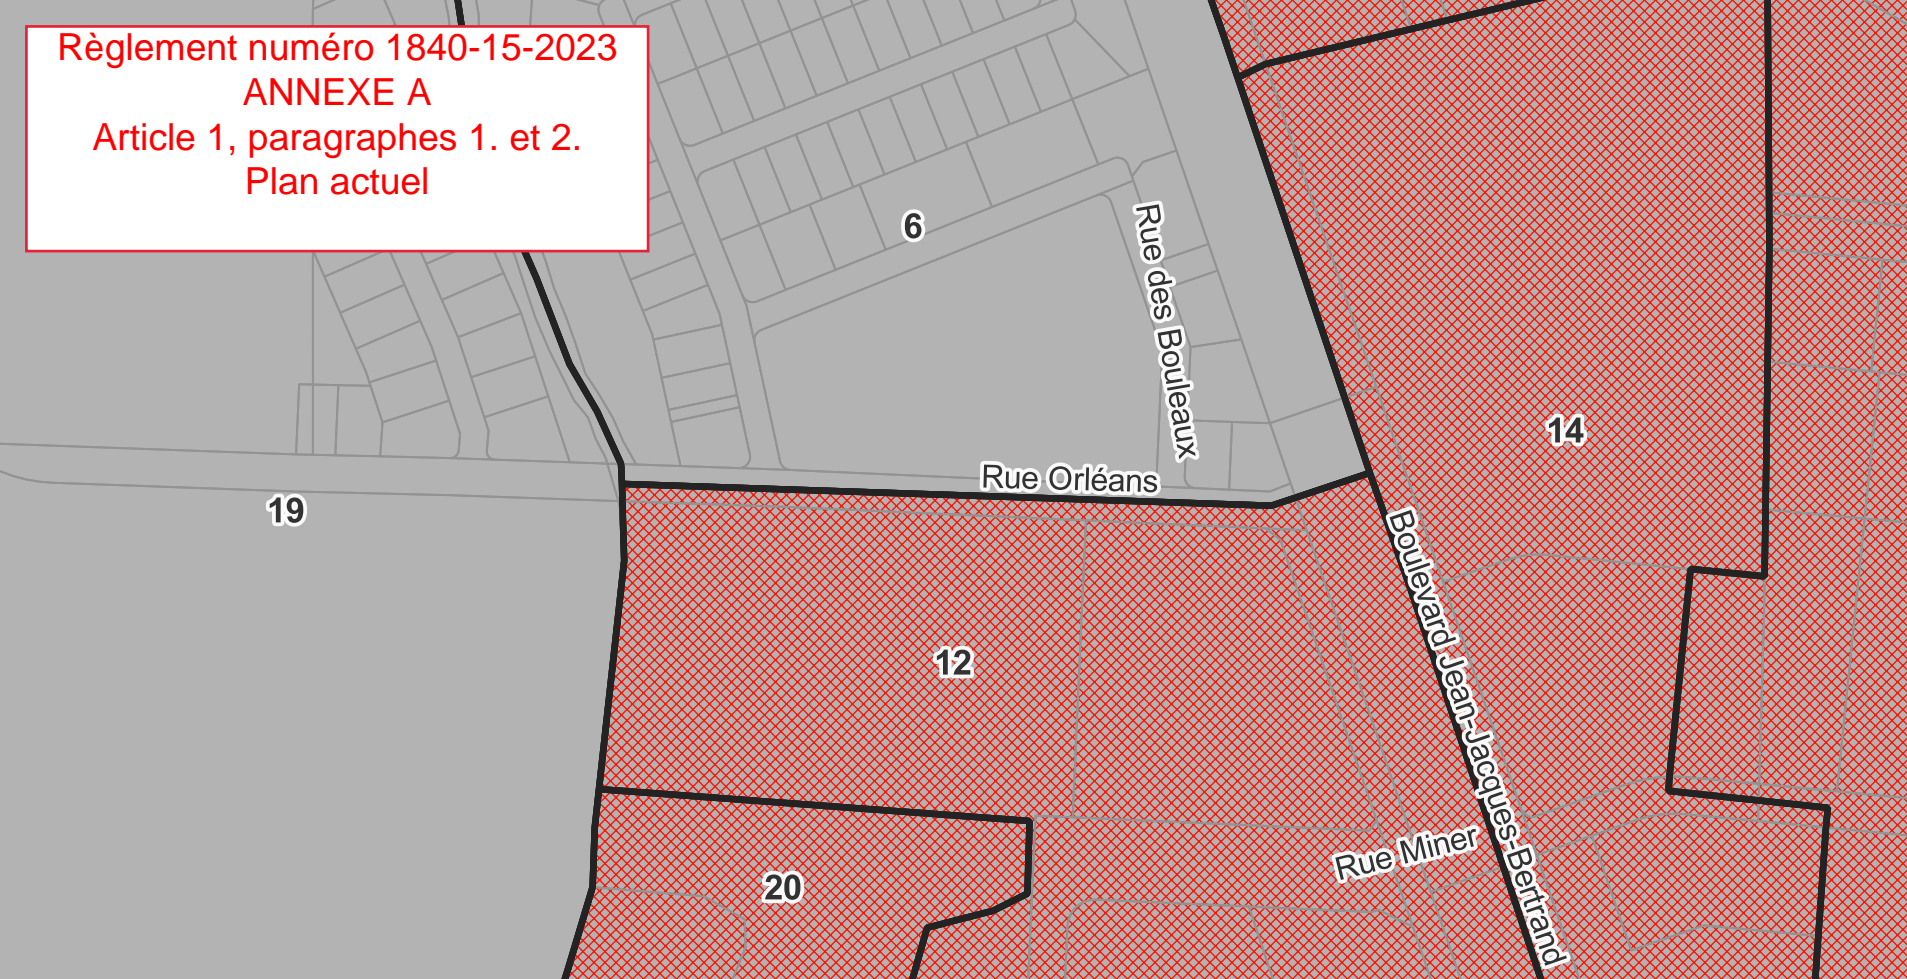 Règlement numéro 1840-15-2023
ANNEXE A
Article 1, paragraphes 1. et 2.
Plan actuel
6
Rue des Bouleaux
14
Rue Orléans
19
Boulevard Jean-Jacques-Bertrand
12
Rue Miner
20